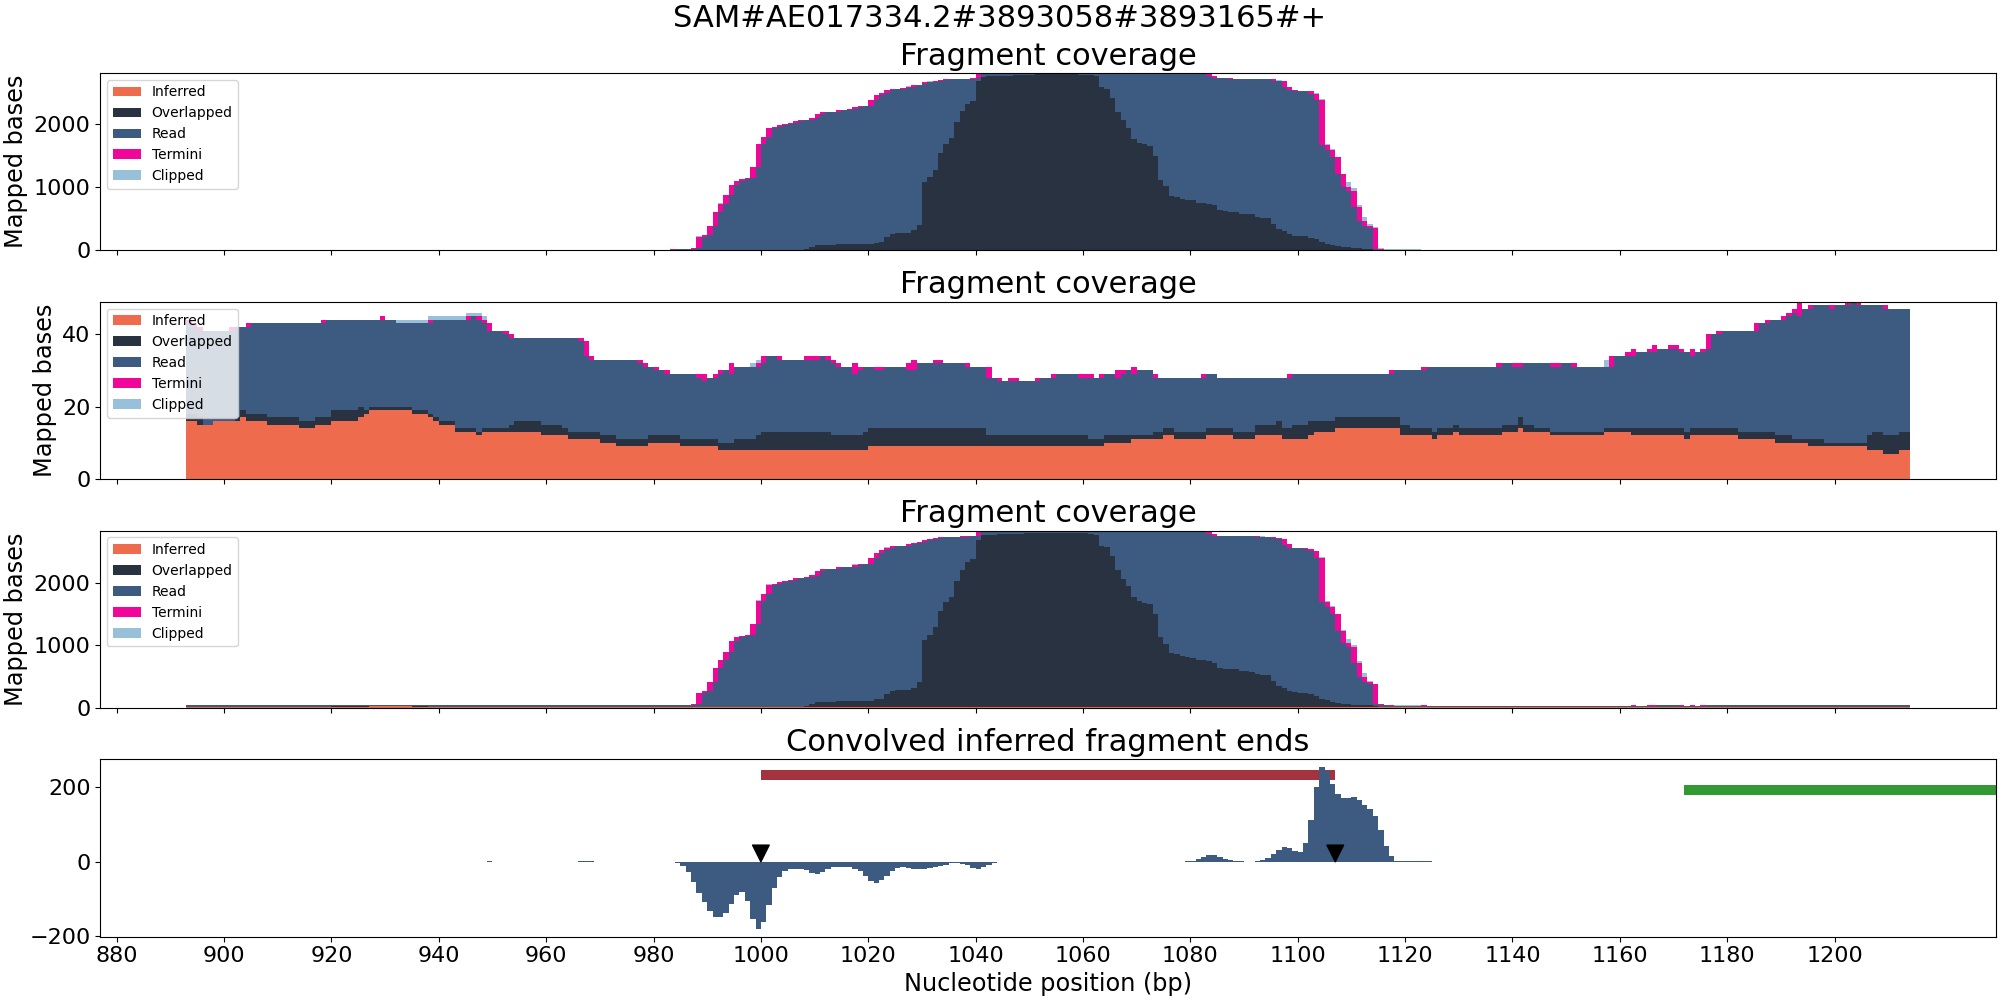 SAM#AE017334.2#3893058#3893165#+
Fragment coverage
Mapped bases
2000
1000
0
Inferred
Overlapped
Read
Termini
Clipped
Fragment coverage
Mapped bases
40
20
0
Inferred
Overlapped
Read
Termini
Clipped
Fragment coverage
Mapped bases
2000
1000
0
Inferred
Overlapped
Read
Termini
Clipped
Convolved inferred fragment ends
200
0
−200
880 900 920 940 960 980 1000 1020 1040 1060 1080 1100 1120 1140 1160 1180 1200
Nucleotide position (bp)